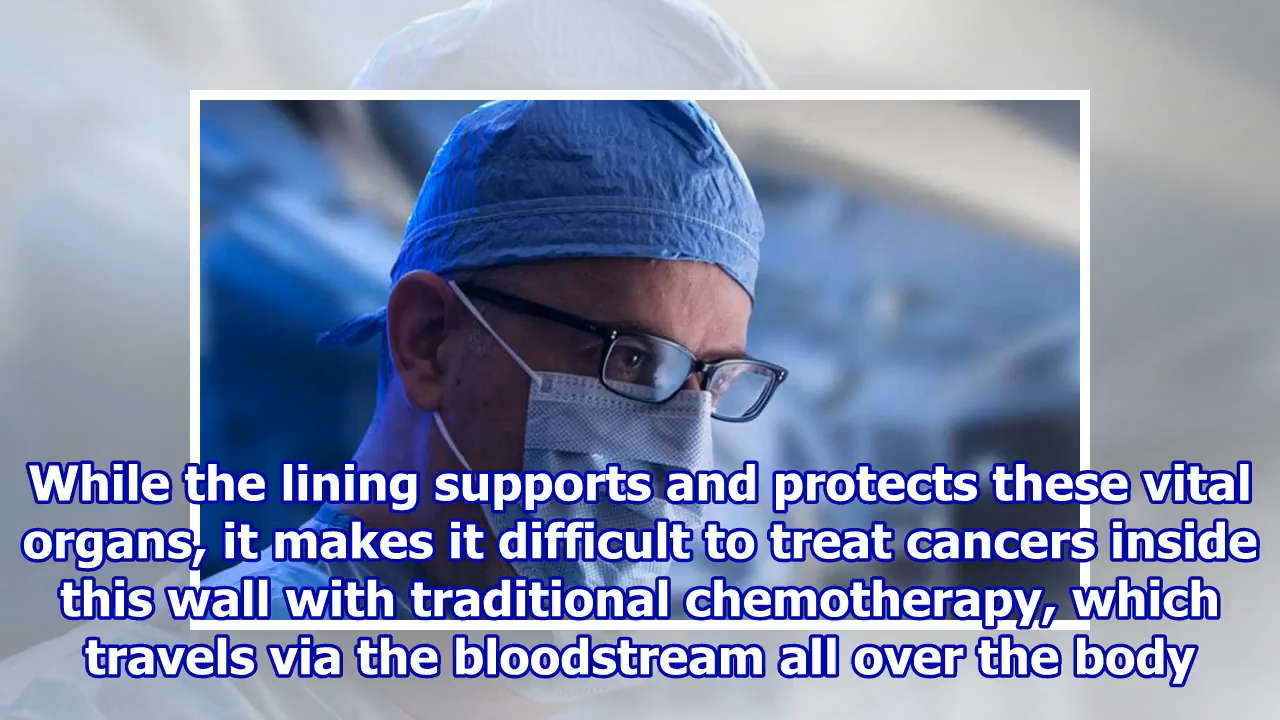 While the lining supports and protects these vital
organs, it makes it difficult to treat cancers inside
this wall with traditional chemotherapy, which
travels via the bloodstream all over the body